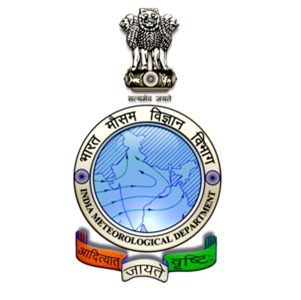 सत्यमेव जयते
भारत मौसम विज्ञान विभाग
INDIA METEOROLOGICAL DEPARTMENT
आदित्यात्
जायते
वृष्टिः